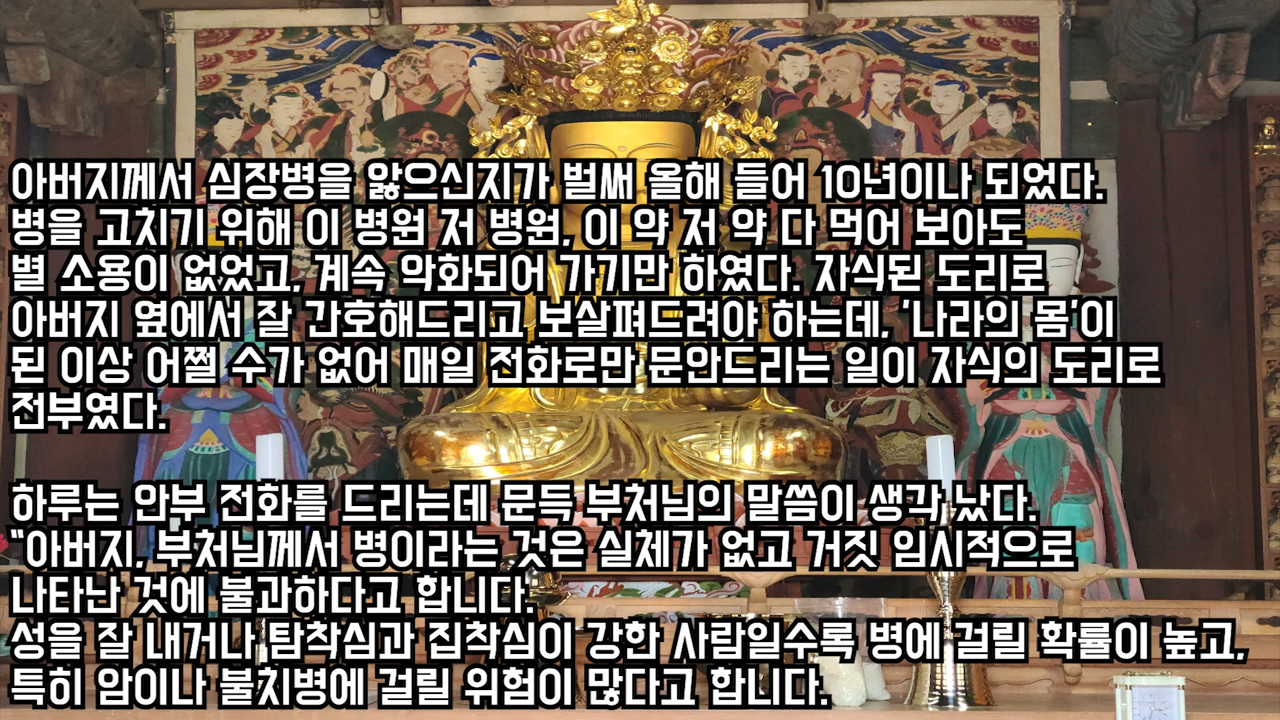 아버지께서 심장병을 앓으신지가 벌써 올해 들어 10년이나 되었다.
병을 고치기 위해 이 병원 저 병원, 이 약 저 약 다 먹어 보아도
별 소용이 없었고, 계속 악화되어 가기만 하였다. 자식된 도리로
아버지 옆에서 잘 간호해드리고 보살펴드려야 하는데, '나라의 몸'이
된 이상 어쩔 수가 없어 매일 전화로만 문안드리는 일이 자식의 도리로
전부였다.
하루는 안부 전화를 드리는데 문득 부처님의 말씀이 생각 났다.
"아버지, 부처님께서 병이라는 것은 실체가 없고 거짓 임시적으로
나타난 것에 불과하다고 합니다.
성을 잘 내거나 탐착심과 집착심이 강한 사람일수록 병에 걸릴 확률이 높고,
특히 암이나 불치병에 걸릴 위험이 많다고 합니다.